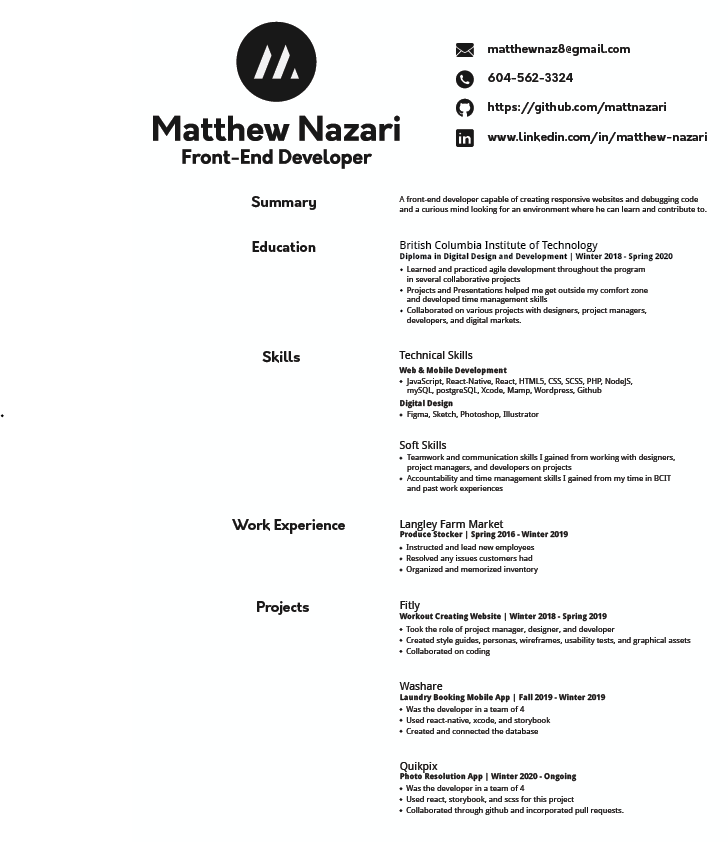 matthewnaz8@gmail.com
604-562-3324
https://github.com/mattnazari
www.linkedin.com/in/matthew-nazari
Matthew Nazari
Front-End Developer
Summary
A front-end developer capable of creating responsive websites and debugging code
and a curious mind looking for an environment where he can learn and contribute to.
Education
British Columbia Institute of Technology
Diploma in Digital Design and Development | Winter 2018 - Spring 2020
• Learned and practiced agile development throughout the program
in several collaborative projects
• Projects and Presentations helped me get outside my comfort zone
and developed time management skills
• Collaborated on various projects with designers, project managers,
developers, and digital markets.
Skills
Technical Skills
Web & Mobile Development
• JavaScript, React-Native, React, HTML5, CSS, SCSS, PHP, NodeJS,
mySQL, postgreSQL, Xcode, Mamp, Wordpress, Github
Digital Design
• Figma, Sketch, Photoshop, Illustrator
Soft Skills
• Teamwork and communication skills I gained from working with designers,
project managers, and developers on projects
• Accountability and time management skills I gained from my time in BCIT
and past work experiences
Work Experience
Langley Farm Market
Produce Stocker | Spring 2016 - Winter 2019
• Instructed and lead new employees
• Resolved any issues customers had
• Organized and memorized inventory
Projects
Fitly
Workout Creating Website | Winter 2018 - Spring 2019
• Took the role of project manager, designer, and developer
• Created style guides, personas, wireframes, usability tests, and graphical assets
• Collaborated on coding
Washare
Laundry Booking Mobile App | Fall 2019 - Winter 2019
• Was the developer in a team of 4
• Used react-native, xcode, and storybook
• Created and connected the database
Quikpix
Photo Resolution App | Winter 2020 - Ongoing
• Was the developer in a team of 4
• Used react, storybook, and scss for this project
• Collaborated through github and incorporated pull requests.